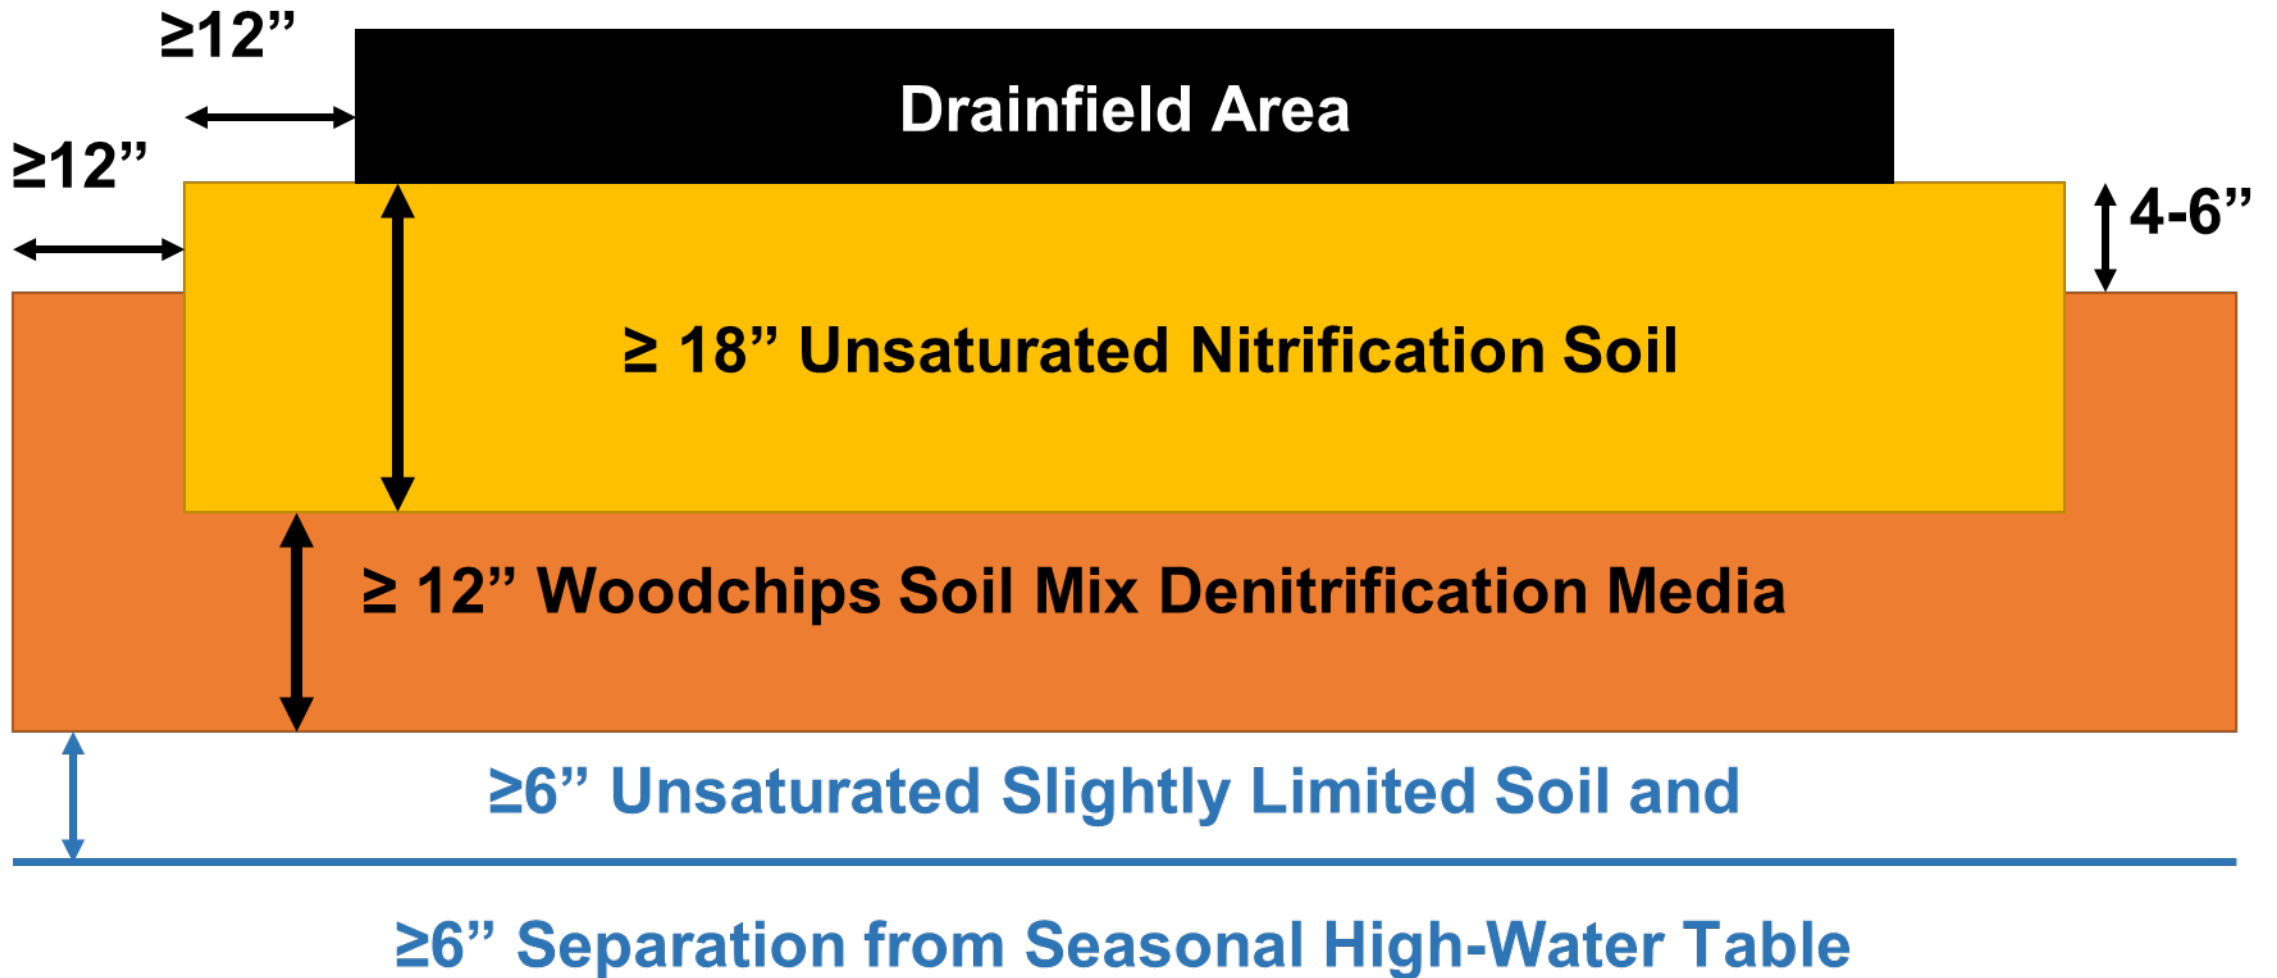 ≥12”
Drainfield Area
≥12”
4-6”
≥ 18” Unsaturated Nitrification Soil
≥ 12” Woodchips Soil Mix Denitrification Media
≥6” Unsaturated Slightly Limited Soil and
≥6” Separation from Seasonal High-Water Table